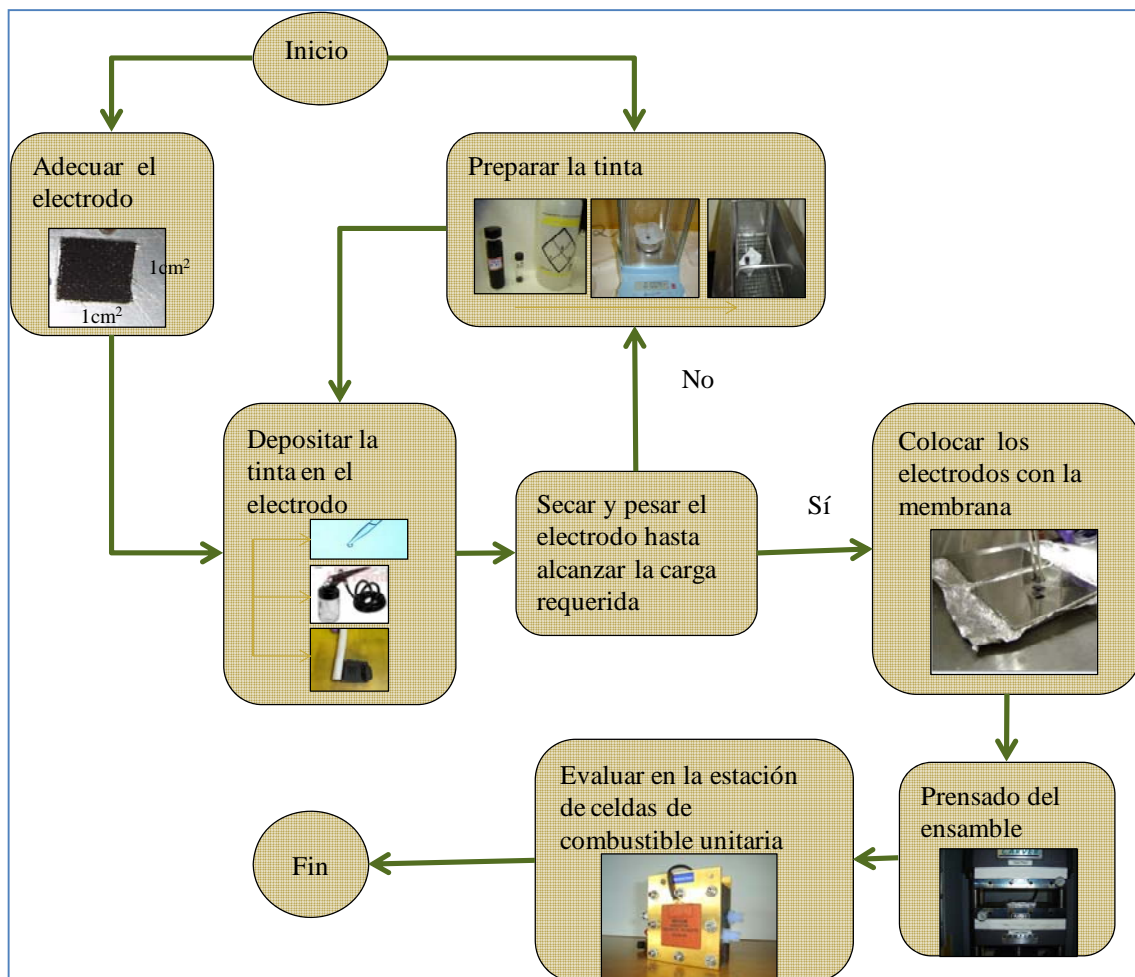 Inicio
Adecuar el
electrodo
1cm²
1cm²
Preparar la tinta
No
Depositar la
tinta en el
electrodo
Secar y pesar el
electrodo hasta
alcanzar la carga
requerida
Sí
Colocar los
electrodos con la
membrana
Prensado del
ensamble
Evaluar en la estación
de celdas de
combustible unitaria
Fin